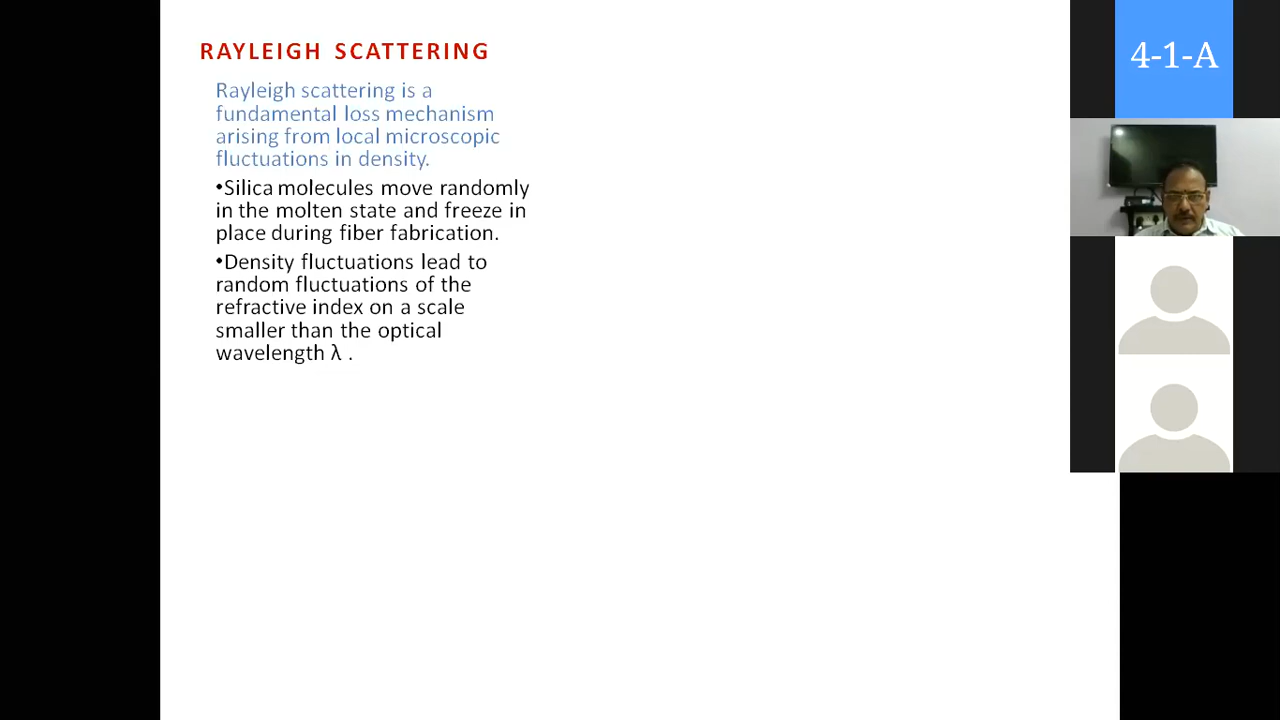 RAYLEIGH SCATTERING
Rayleigh scattering is a
fundamental loss mechanism
arising from local microscopic
fluctuations in density.
•Silica molecules move randomly
in the molten state and freeze in
place during fiber fabrication.
•Density fluctuations lead to
random fluctuations of the
refractive index on a scale
smaller than the optical
wavelength λ .
4-1-A